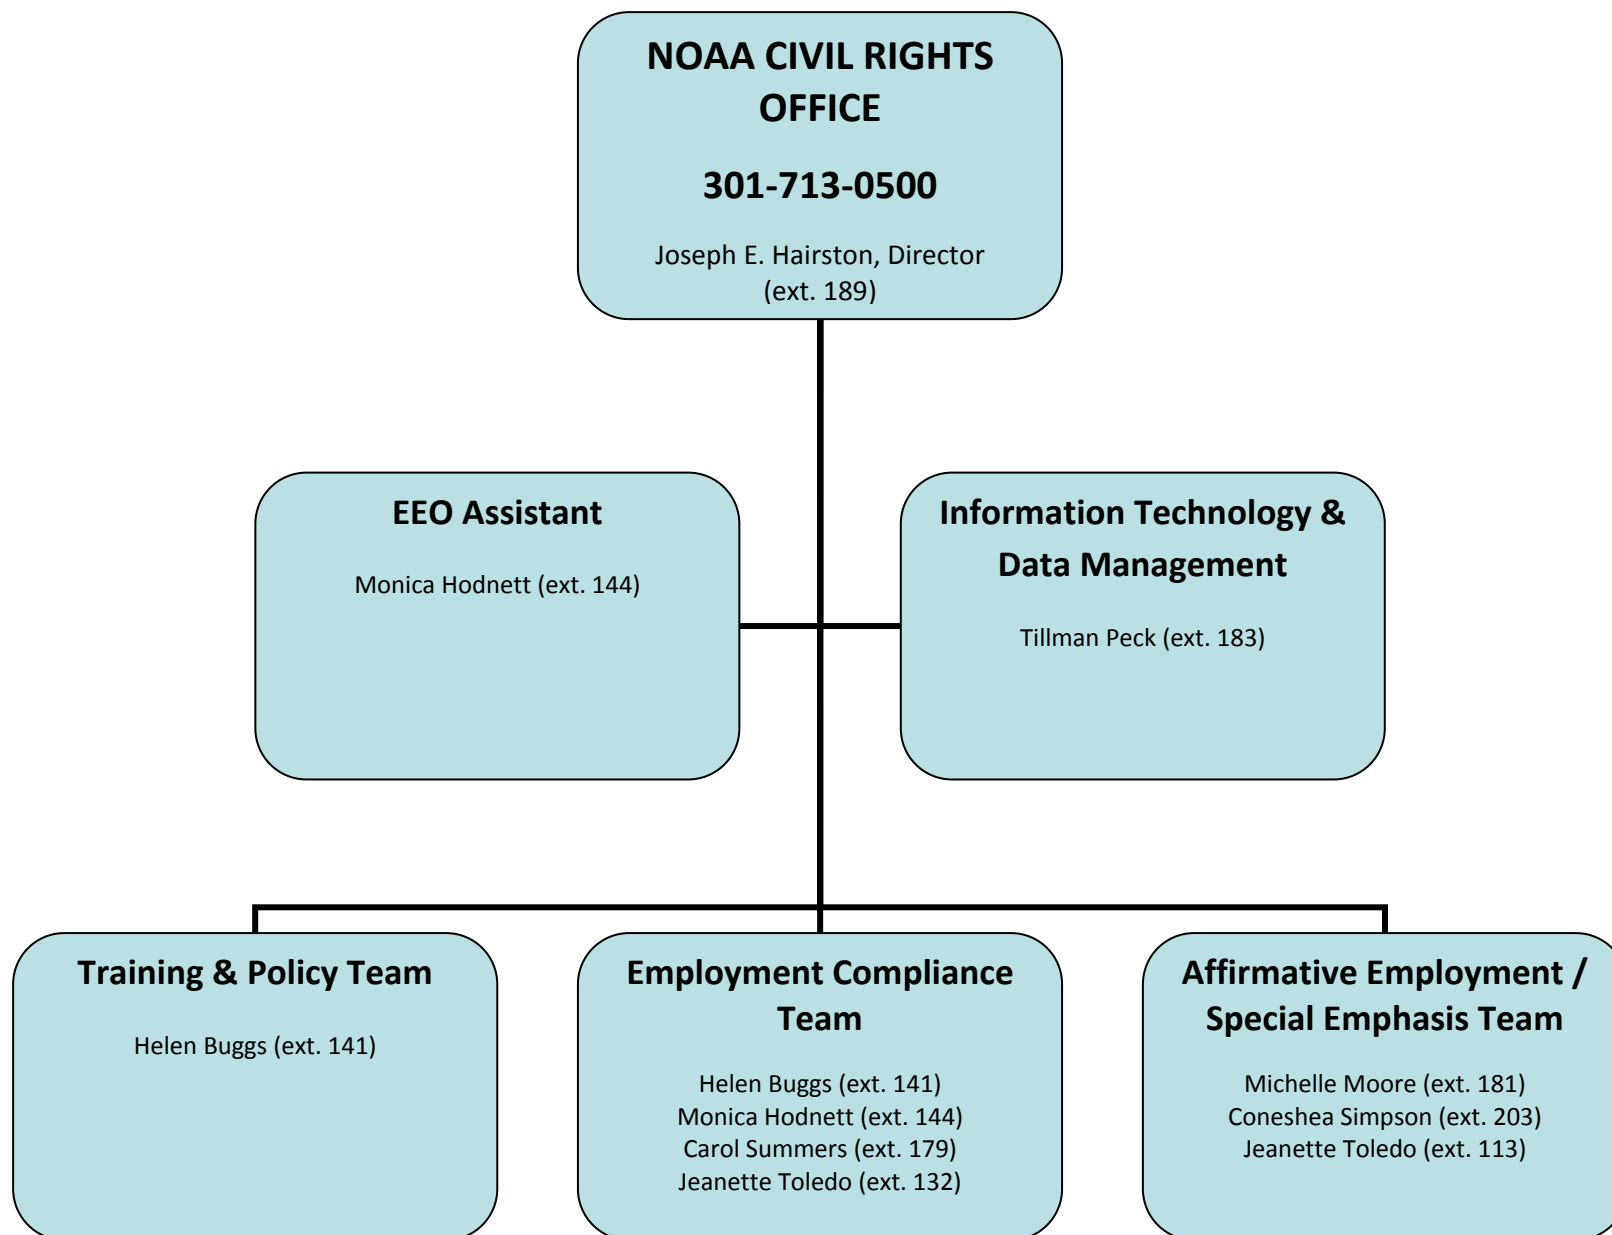 NOAA CIVIL RIGHTS
OFFICE
301-713-0500
Joseph E. Hairston, Director
(ext. 189)
EEO Assistant
Monica Hodnett (ext. 144)
Information Technology &
Data Management
Tillman Peck (ext. 183)
Training & Policy Team
Helen Buggs (ext. 141)
Employment Compliance
Team
Helen Buggs (ext. 141)
Monica Hodnett (ext. 144)
Carol Summers (ext. 179)
Jeanette Toledo (ext. 132)
Affirmative Employment /
Special Emphasis Team
Michelle Moore (ext. 181)
Coneshea Simpson (ext. 203)
Jeanette Toledo (ext. 113)